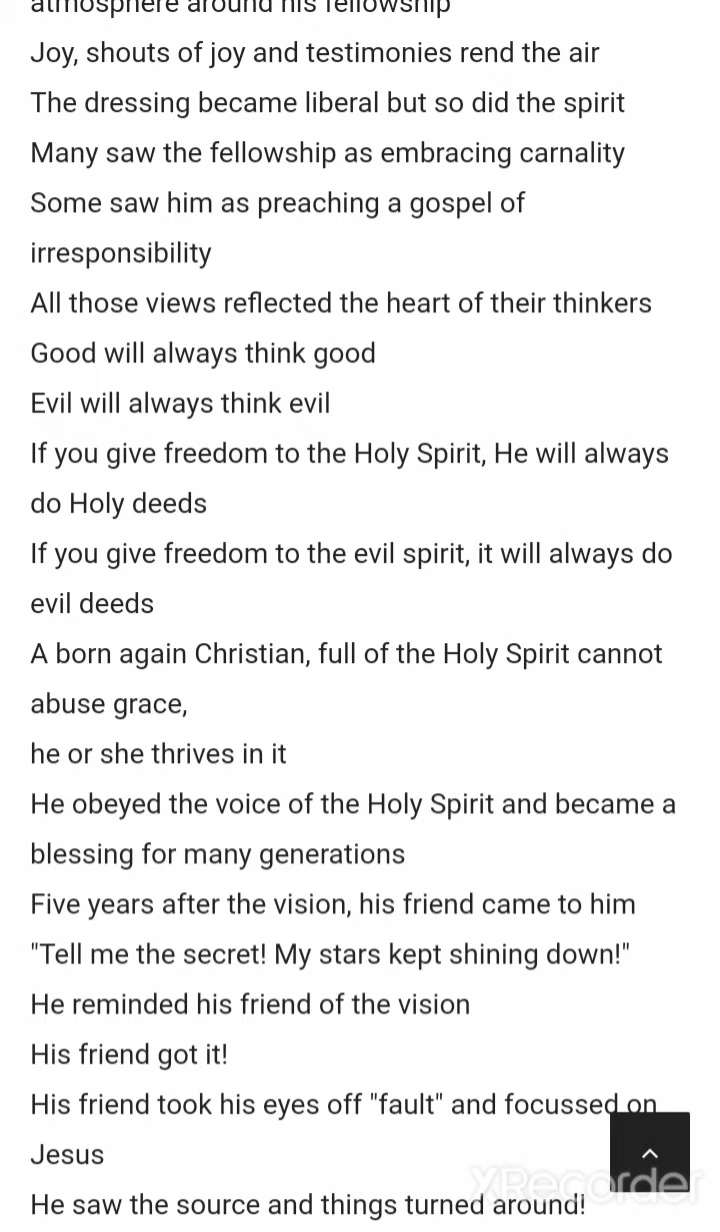 atmosphere around his fellowship
Joy, shouts of joy and testimonies rend the air
The dressing became liberal but so did the spirit
Many saw the fellowship as embracing carnality
Some saw him as preaching a gospel of
irresponsibility
All those views reflected the heart of their thinkers
Good will always think good
Evil will always think evil
If you give freedom to the Holy Spirit, He will always
do Holy deeds
If you give freedom to the evil spirit, it will always do
evil deeds
A born again Christian, full of the Holy Spirit cannot
abuse grace,
he or she thrives in it
He obeyed the voice of the Holy Spirit and became a
blessing for many generations
Five years after the vision, his friend came to him
"Tell me the secret! My stars kept shining down!"
He reminded his friend of the vision
His friend got it!
His friend took his eyes off "fault" and focussed on
Jesus
XRecorder
He saw the source and things turned around!